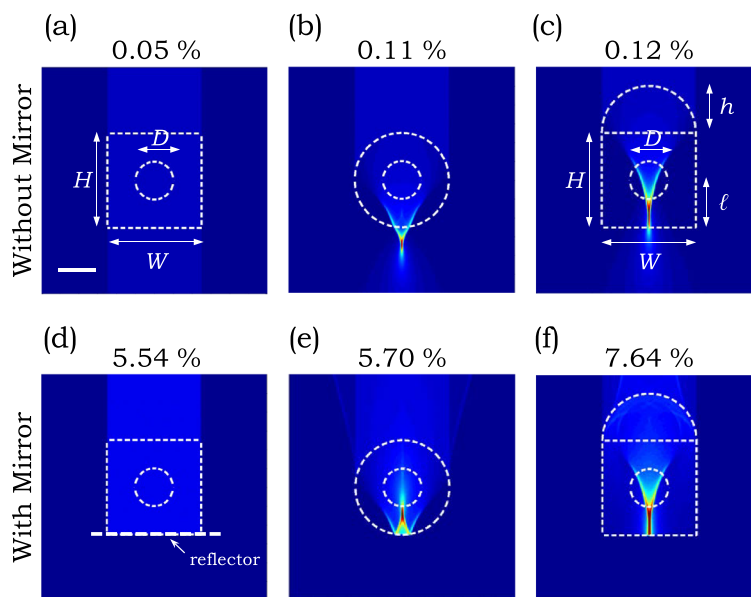 (a) (b) (c)
0.05 % 0.11 % 0.12 %
Without Mirror
D
H
W
h
D
H
ℓ
W
(d) (e) (f)
5.54 % 5.70 % 7.64 %
With Mirror
reflector